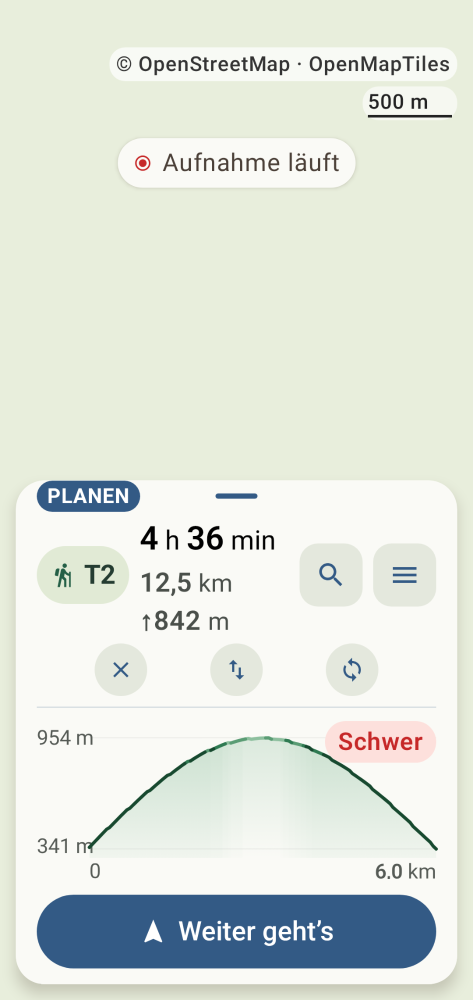 © OpenStreetMap · OpenMapTiles
500 m
Aufnahme läuft
PLANEN
T2
4 h 36 min
12,5 km
↑842 m
954 m
Schwer
341 m
0
6.0 km
Weiter geht’s